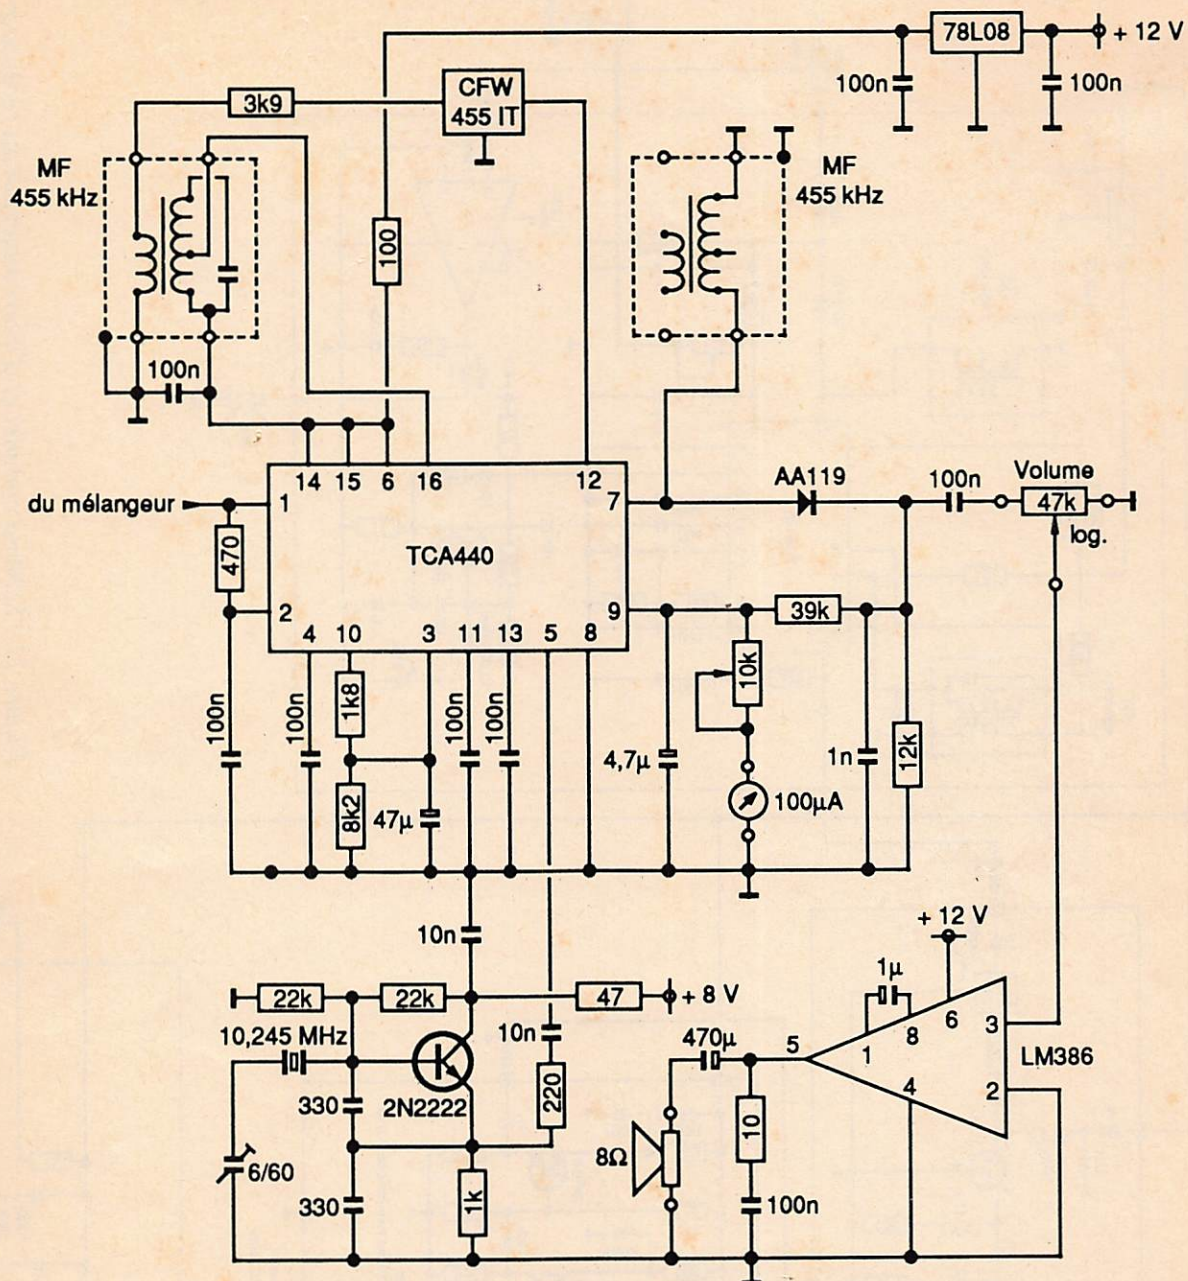 78L08
+ 12 V
100n
100n
CFW
455 IT
3k9
MF
455 kHz
MF
455 kHz
100
100n
14
15
6
16
12
du mélangeur
1
7
AA119
100n
Volume
47k
log.
470
TCA440
2
9
39k
4
10
3
11
13
5
8
10k
100n
100n
1k8
100n
100n
8k2
47µ
4,7µ
100µA
1n
12k
10n
+ 12 V
22k
22k
47
+ 8 V
1µ
10,245 MHz
10n
470µ
5
1
8
6
3
LM386
330
2N2222
220
4
2
6/60
8Ω
10
330
1k
100n